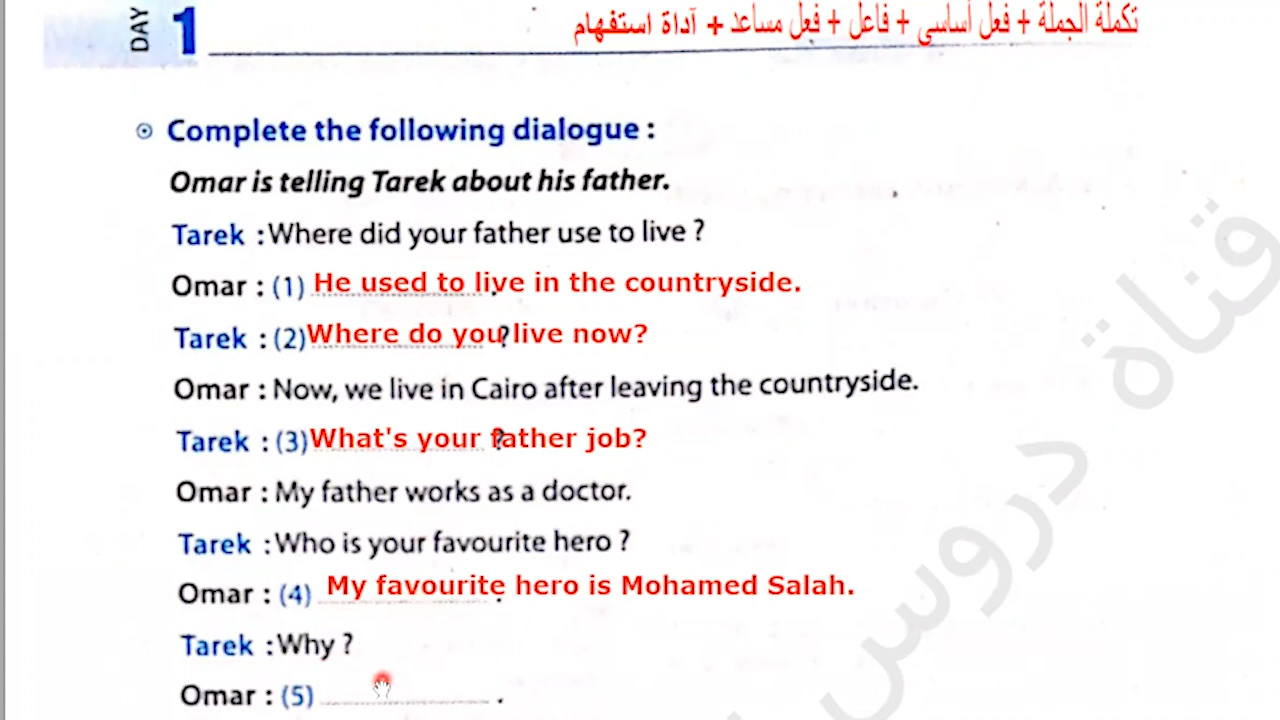 DAY 1
تكملة الجملة + فعل أساسى + فاعل + فعل مساعد + آداة استفهام
Complete the following dialogue :
Omar is telling Tarek about his father.
Tarek : Where did your father use to live ?
Omar : (1) He used to live in the countryside.
Tarek : (2) Where do you live now? ?
Omar : Now, we live in Cairo after leaving the countryside.
Tarek : (3) What's your father job? ?
Omar : My father works as a doctor.
Tarek : Who is your favourite hero ?
Omar : (4) My favourite hero is Mohamed Salah. .
Tarek : Why ?
Omar : (5) .................... .
قناة دروس